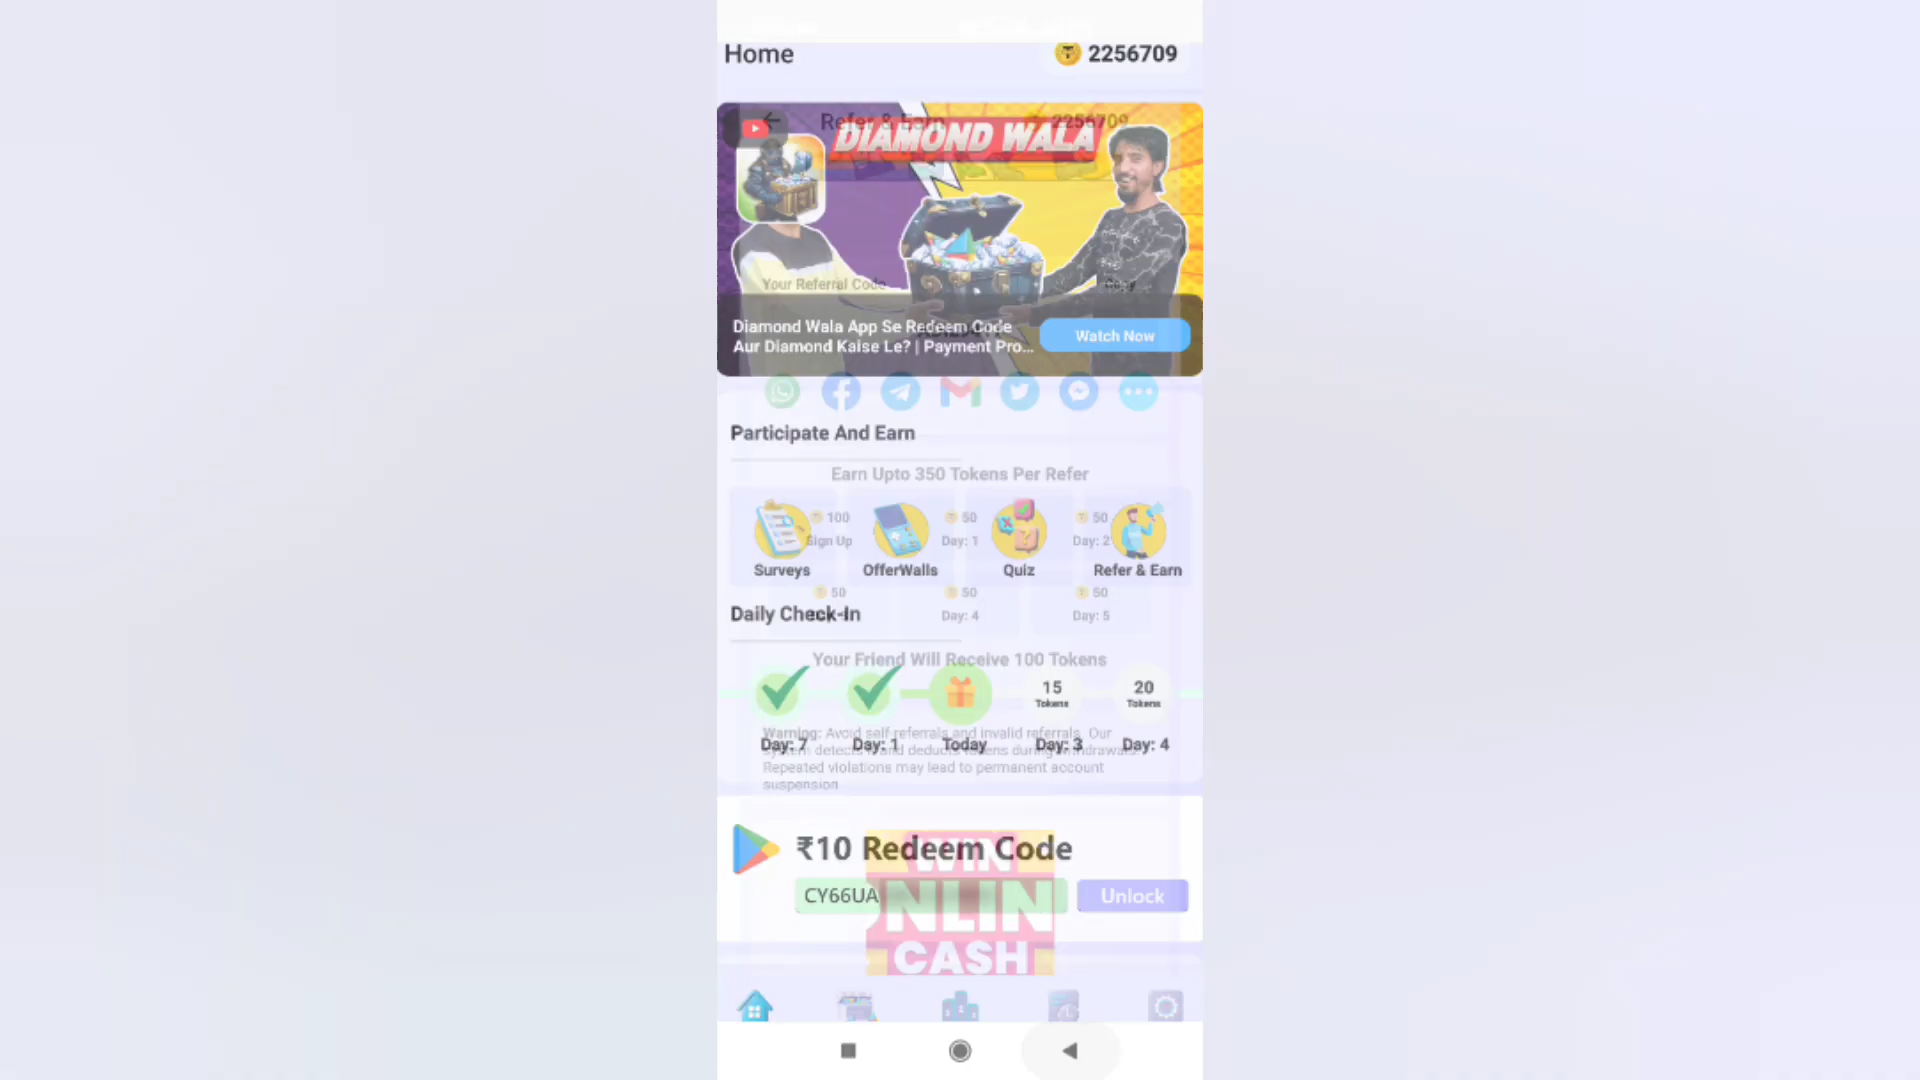 Home
2256709
Refer & Earn
2256709
DIAMOND WALA
Your Referral Code
Copy
Diamond Wala App Se Redeem Code
Aur Diamond Kaise Le? | Payment Pro...
Watch Now
Participate And Earn
Earn Upto 350 Tokens Per Refer
100
50
50
Sign Up
Day: 1
Day: 2
Surveys
OfferWalls
Quiz
Refer & Earn
50
50
50
Daily Check-In
Day: 4
Day: 5
Your Friend Will Receive 100 Tokens
15
Tokens
20
Tokens
Warning: Avoid self-referrals and invalid referrals. Our
Day: 7
Day: 1
Today
Day: 3
Day: 4
system detects and deducts tokens during withdrawals.
Repeated violations may lead to permanent account
suspension
₹10 Redeem Code
CY66UA
Unlock
WIN
NLIN
CASH